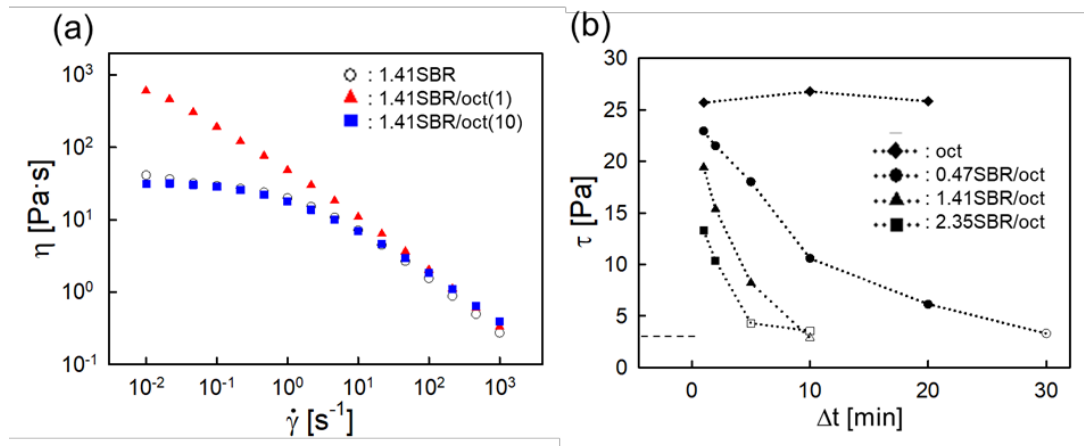 (a)
η [Pa·s]
10³
10²
10¹
10⁰
10⁻¹
: 1.41SBR
: 1.41SBR/oct(1)
: 1.41SBR/oct(10)
10⁻² 10⁻¹ 10⁰ 10¹ 10² 10³
γ̇ [s⁻¹]
(b)
τ [Pa]
30
25
20
15
10
5
0
: oct
: 0.47SBR/oct
: 1.41SBR/oct
: 2.35SBR/oct
0 10 20 30
Δt [min]